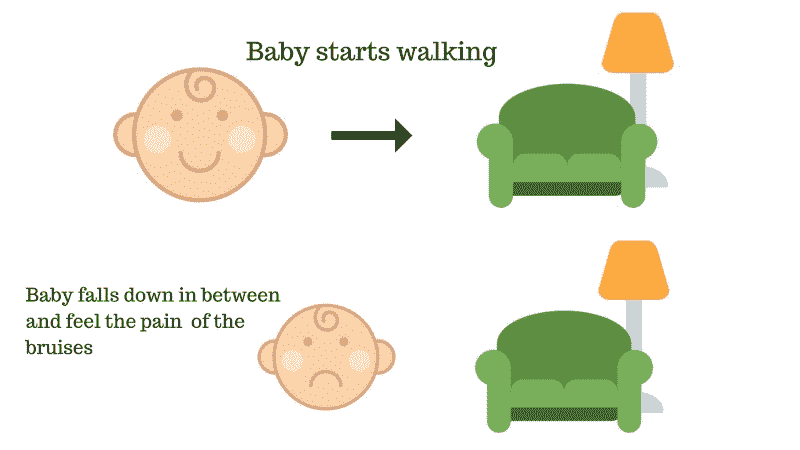 Baby starts walking
Baby falls down in between
and feel the pain  of the
bruises